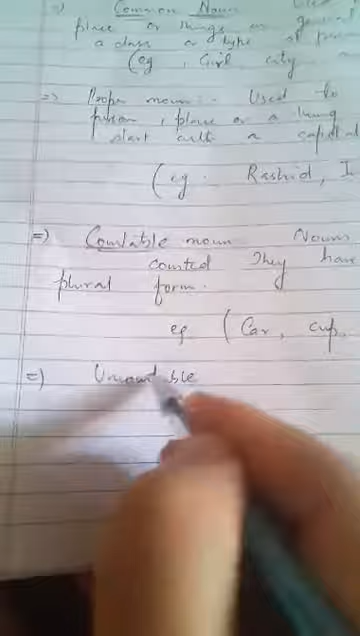 =) Common Noun Used
place or things in general
a class or type of
(eg, Girl city
=) Proper noun:- Used to
person, place or a thing
start with a capital
(eg. Rashid, I
=) Countable noun Nouns
counted They have
plural form.
eg (Car, cup,
=) Uncountable